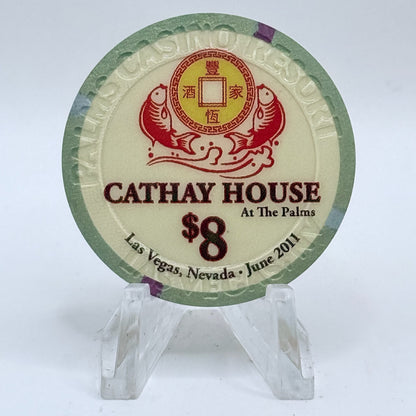 PALMS CASINO RESORT
豐
酒 家
恆
CATHAY HOUSE
At The Palms
$8
Las Vegas, Nevada • June 2011